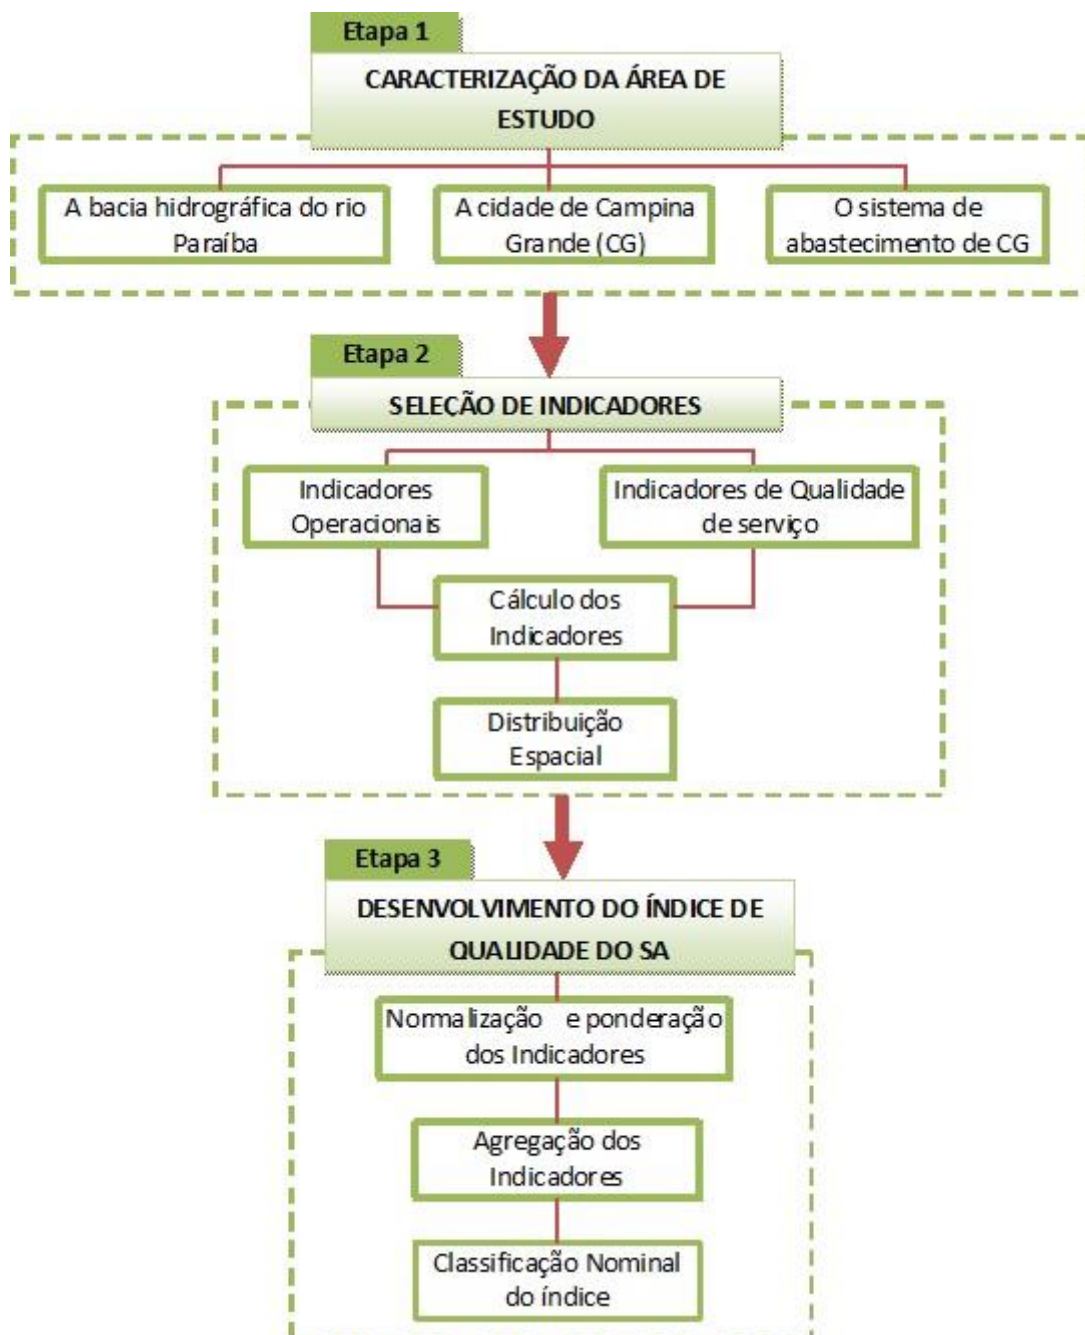 Etapa 1
CARACTERIZAÇÃO DA ÁREA DE
ESTUDO
A bacia hidrográfica do rio
Paraíba
A cidade de Campina
Grande (CG)
O sistema de
abastecimento de CG
Etapa 2
SELEÇÃO DE INDICADORES
Indicadores
Operacionais
Indicadores de Qualidade
de serviço
Cálculo dos
Indicadores
Distribuição
Espacial
Etapa 3
DESENVOLVIMENTO DO ÍNDICE DE
QUALIDADE DO SA
Normalização e ponderação
dos Indicadores
Agregação dos
Indicadores
Classificação Nominal
do índice